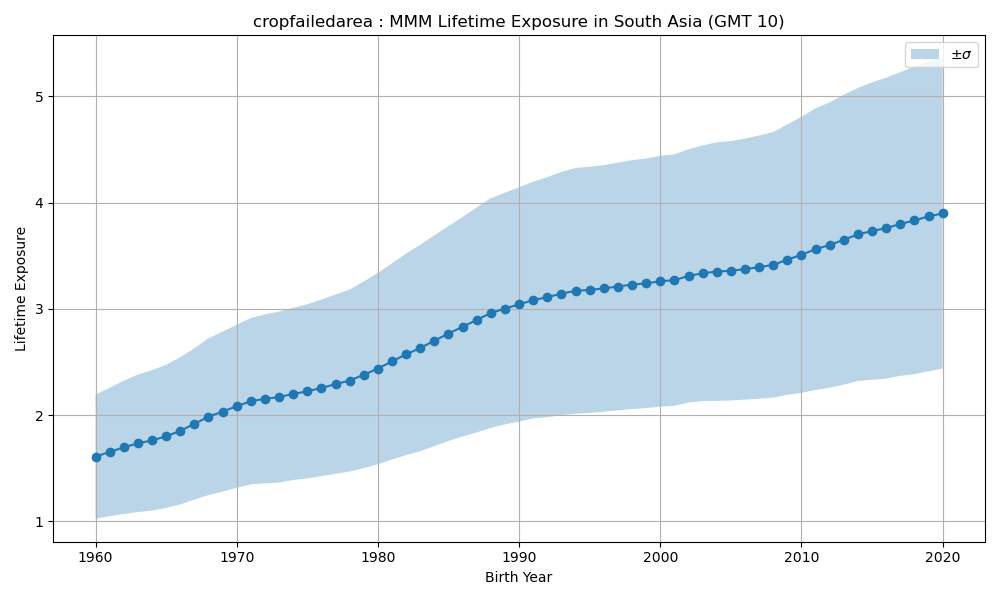 cropfailedarea : MMM Lifetime Exposure in South Asia (GMT 10)
±σ
Lifetime Exposure
5
4
3
2
1
1960 1970 1980 1990 2000 2010 2020
Birth Year